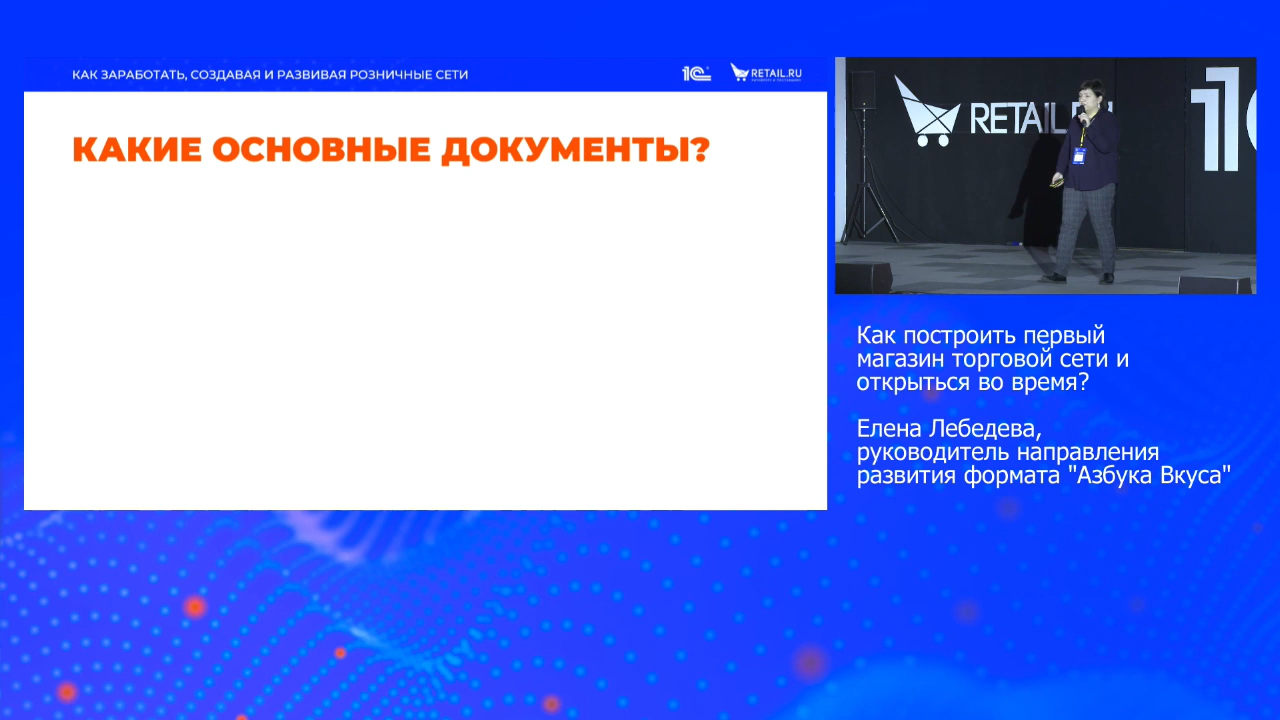 КАК ЗАРАБОТАТЬ, СОЗДАВАЯ И РАЗВИВАЯ РОЗНИЧНЫЕ СЕТИ
1С
RETAIL.RU
КАКИЕ ОСНОВНЫЕ ДОКУМЕНТЫ?
RETAIL
1С
Как построить первый
магазин торговой сети и
открыться во время?
Елена Лебедева,
руководитель направления
развития формата "Азбука Вкуса"